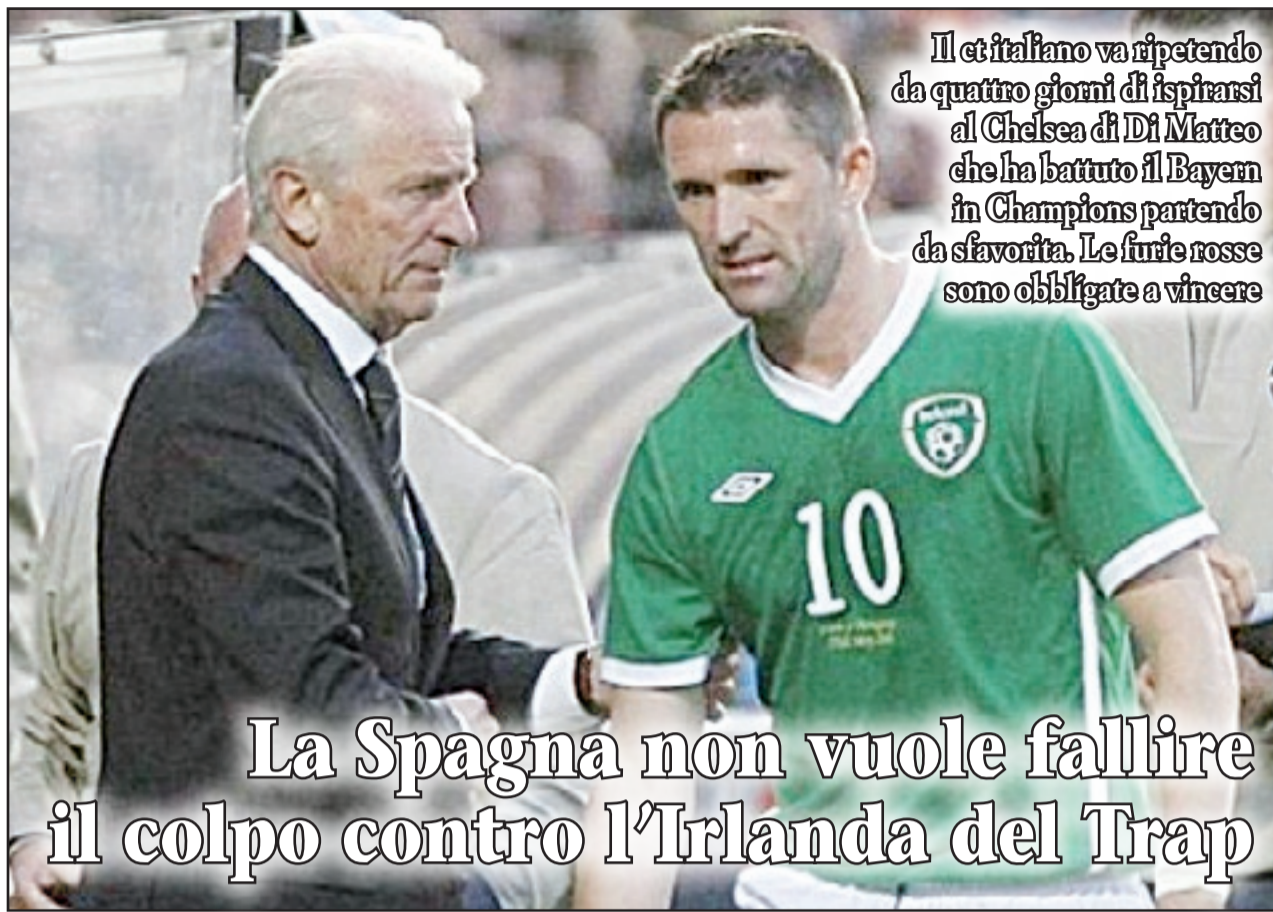 Il ct italiano va ripetendo
da quattro giorni di ispirarsi
al Chelsea di Di Matteo
che ha battuto il Bayern
in Champions partendo
da sfavorita. Le furie rosse
sono obbligate a vincere
10
La Spagna non vuole fallire
il colpo contro l'Irlanda del Trap